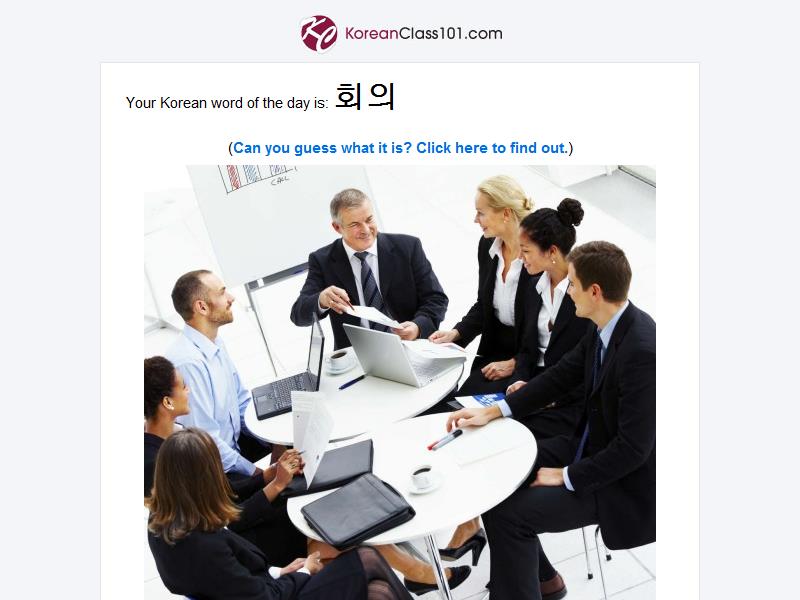 KoreanClass101.com
Your Korean word of the day is: 회의
(Can you guess what it is? Click here to find out.)
CALL